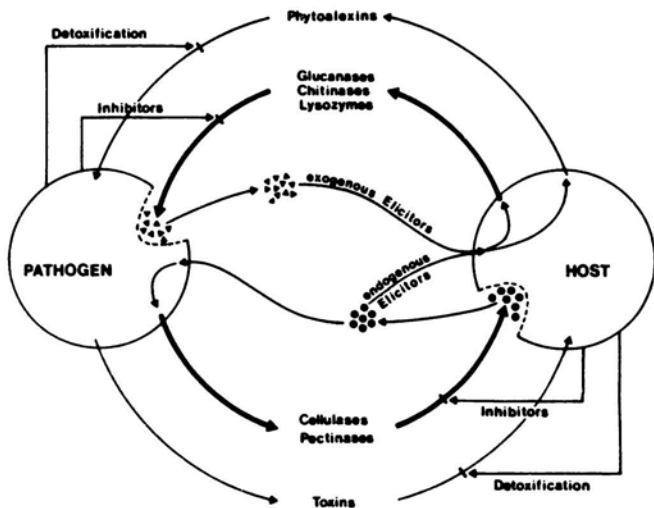 Phytoalexins
Detoxification
Glucanases
Chitinases
Lysozymes
Inhibitors
exogenous Elicitors
PATHOGEN
HOST
endogenous
Elicitors
Cellulases
Pectinases
Inhibitors
Detoxification
Toxins